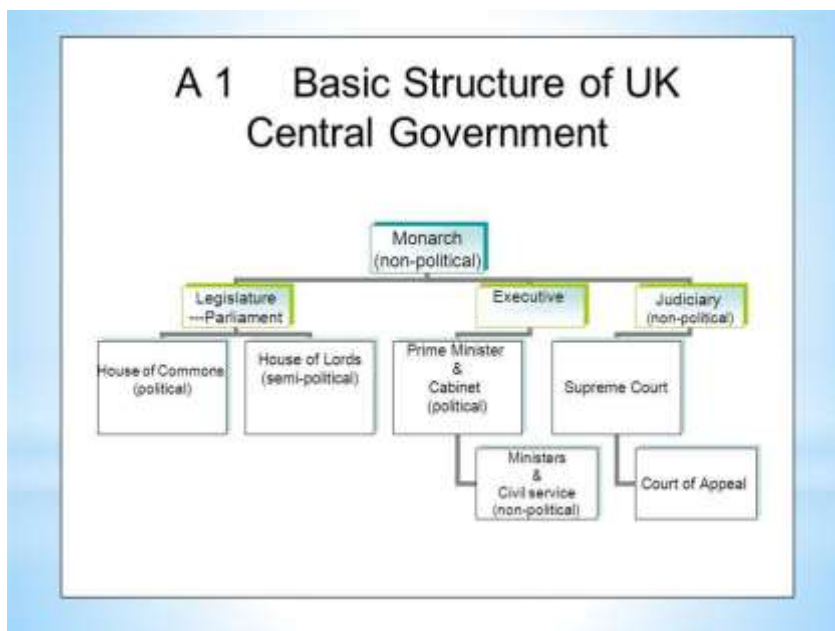 A 1 Basic Structure of UK
Central Government
Monarch
(non-political)
Legislature
---Parliament
Executive
Judiciary
(non-political)
House of Commons
(political)
House of Lords
(semi-political)
Prime Minister
&
Cabinet
(political)
Supreme Court
Ministers
&
Civil service
(non-political)
Court of Appeal